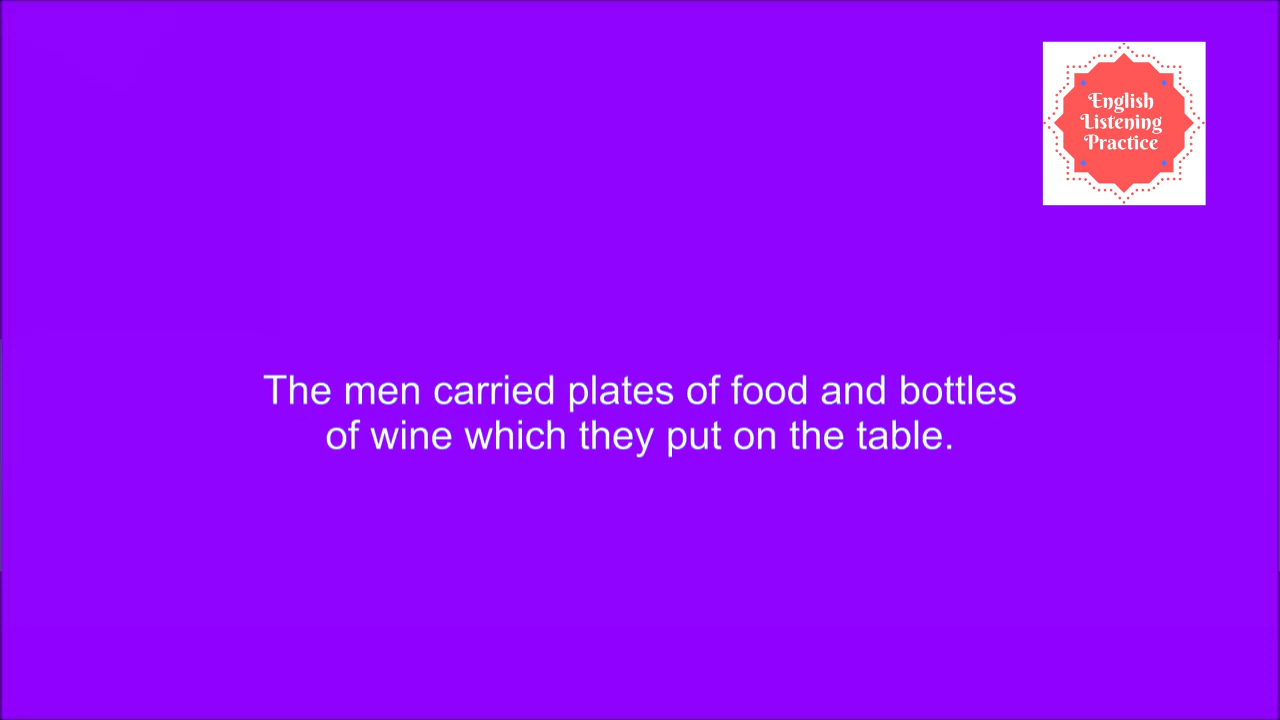 English
Listening
Practice
The men carried plates of food and bottles
of wine which they put on the table.